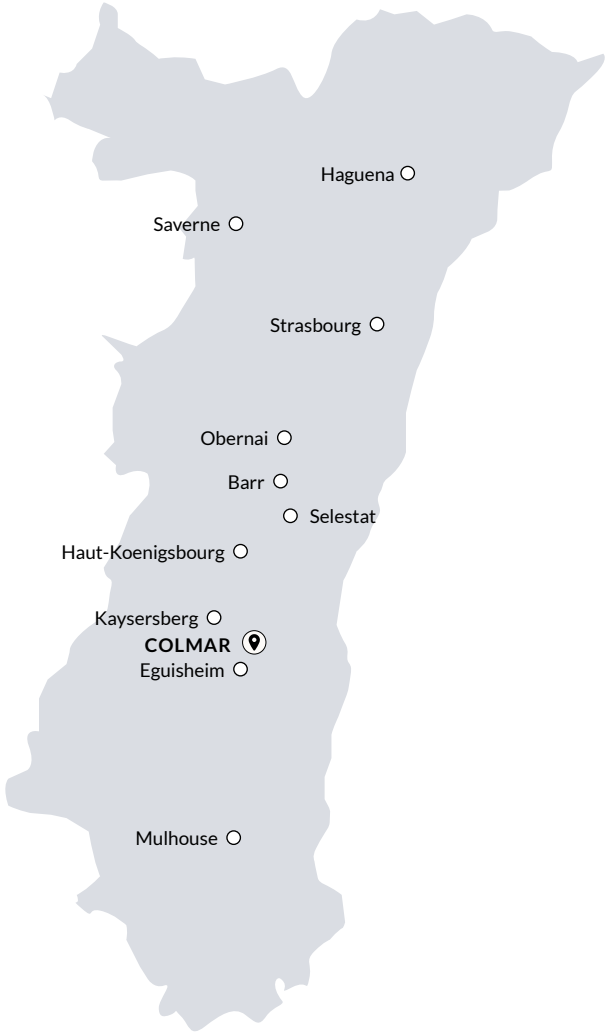 Haguena
Saverne
Strasbourg
Obernai
Barr
Selestat
Haut-Koenigsbourg
Kaysersberg
COLMAR
Eguisheim
Mulhouse